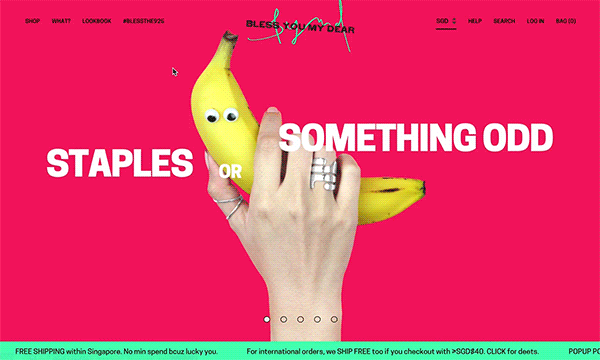 SHOP WHAT? LOOKBOOK #BLESSTHEV25
BLESS YOU MY DEAR
SGD HELP SEARCH LOG IN BAG (0)
STAPLES OR SOMETHING ODD
FREE SHIPPING within Singapore. No min spend bcuz lucky you. For international orders, we SHIP FREE too if you checkout with >SGD$40. CLICK for deets. POPUP PO